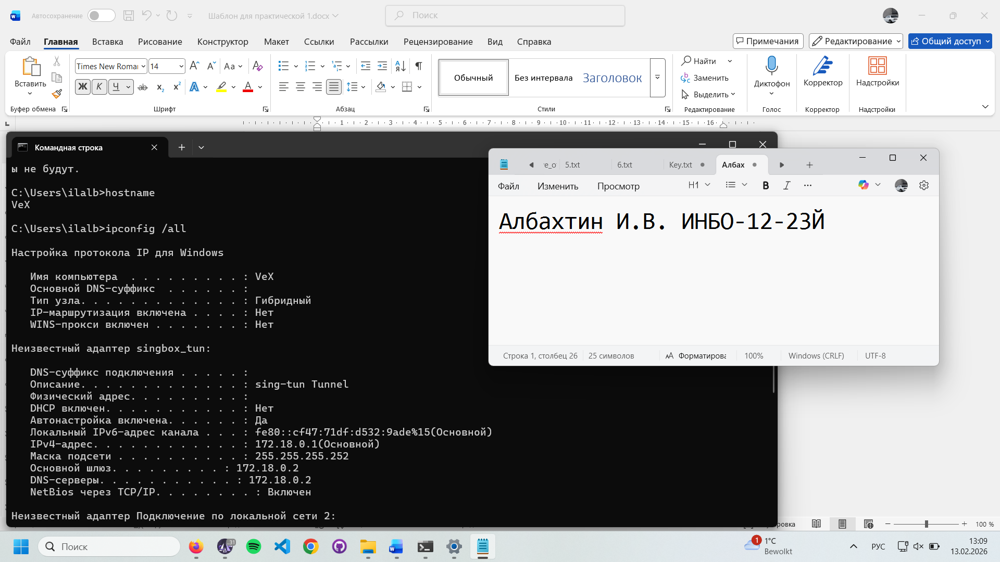 Автосохранение
Шаблон для практической 1.docx
Поиск
Файл Главная Вставка Рисование Конструктор Макет Ссылки Рассылки Рецензирование Вид Справка
Примечания Редактирование Общий доступ
Вставить
Буфер обмена
Times New Roman 14
Aa
Ж К Ч ab x₂ x² A A
Шрифт
Абзац
Обычный Без интервала Заголовок
Стили
Найти
Заменить
Выделить
Редактирование
Диктофон
Голос
Корректор
Корректор
Надстройки
Надстройки
1 2 3 4 5 6 7 8 9 10 11 12 13 14 15 16
Командная строка
ы не будут.
C:\Users\ilalb>hostname
VeX
C:\Users\ilalb>ipconfig /all
Настройка протокола IP для Windows
Имя компьютера . . . . . . . . . : VeX
Основной DNS-суффикс . . . . . . :
Тип узла. . . . . . . . . . . . . : Гибридный
IP-маршрутизация включена . . . . : Нет
WINS-прокси включен . . . . . . . : Нет
Неизвестный адаптер singbox_tun:
DNS-суффикс подключения . . . . . :
Описание. . . . . . . . . . . . . : sing-tun Tunnel
Физический адрес. . . . . . . . . :
DHCP включен. . . . . . . . . . . : Нет
Автонастройка включена. . . . . . : Да
Локальный IPv6-адрес канала . . . : fe80::cf47:71df:d532:9ade%15(Основной)
IPv4-адрес. . . . . . . . . . . . : 172.18.0.1(Основной)
Маска подсети . . . . . . . . . . : 255.255.255.252
Основной шлюз. . . . . . . . . : 172.18.0.2
DNS-серверы. . . . . . . . . . . : 172.18.0.2
NetBios через TCP/IP. . . . . . . . : Включен
Неизвестный адаптер Подключение по локальной сети 2:
5.txt 6.txt Key.txt Албах
Файл Изменить Просмотр H1 B I
Албахтин И.В. ИНБО-12-23Й
Строка 1, столбец 26 25 символов Форматирова 100% Windows (CRLF) UTF-8
100 %
Поиск
..31
1
1°C
Bewolkt
РУС
13:09
13.02.2026